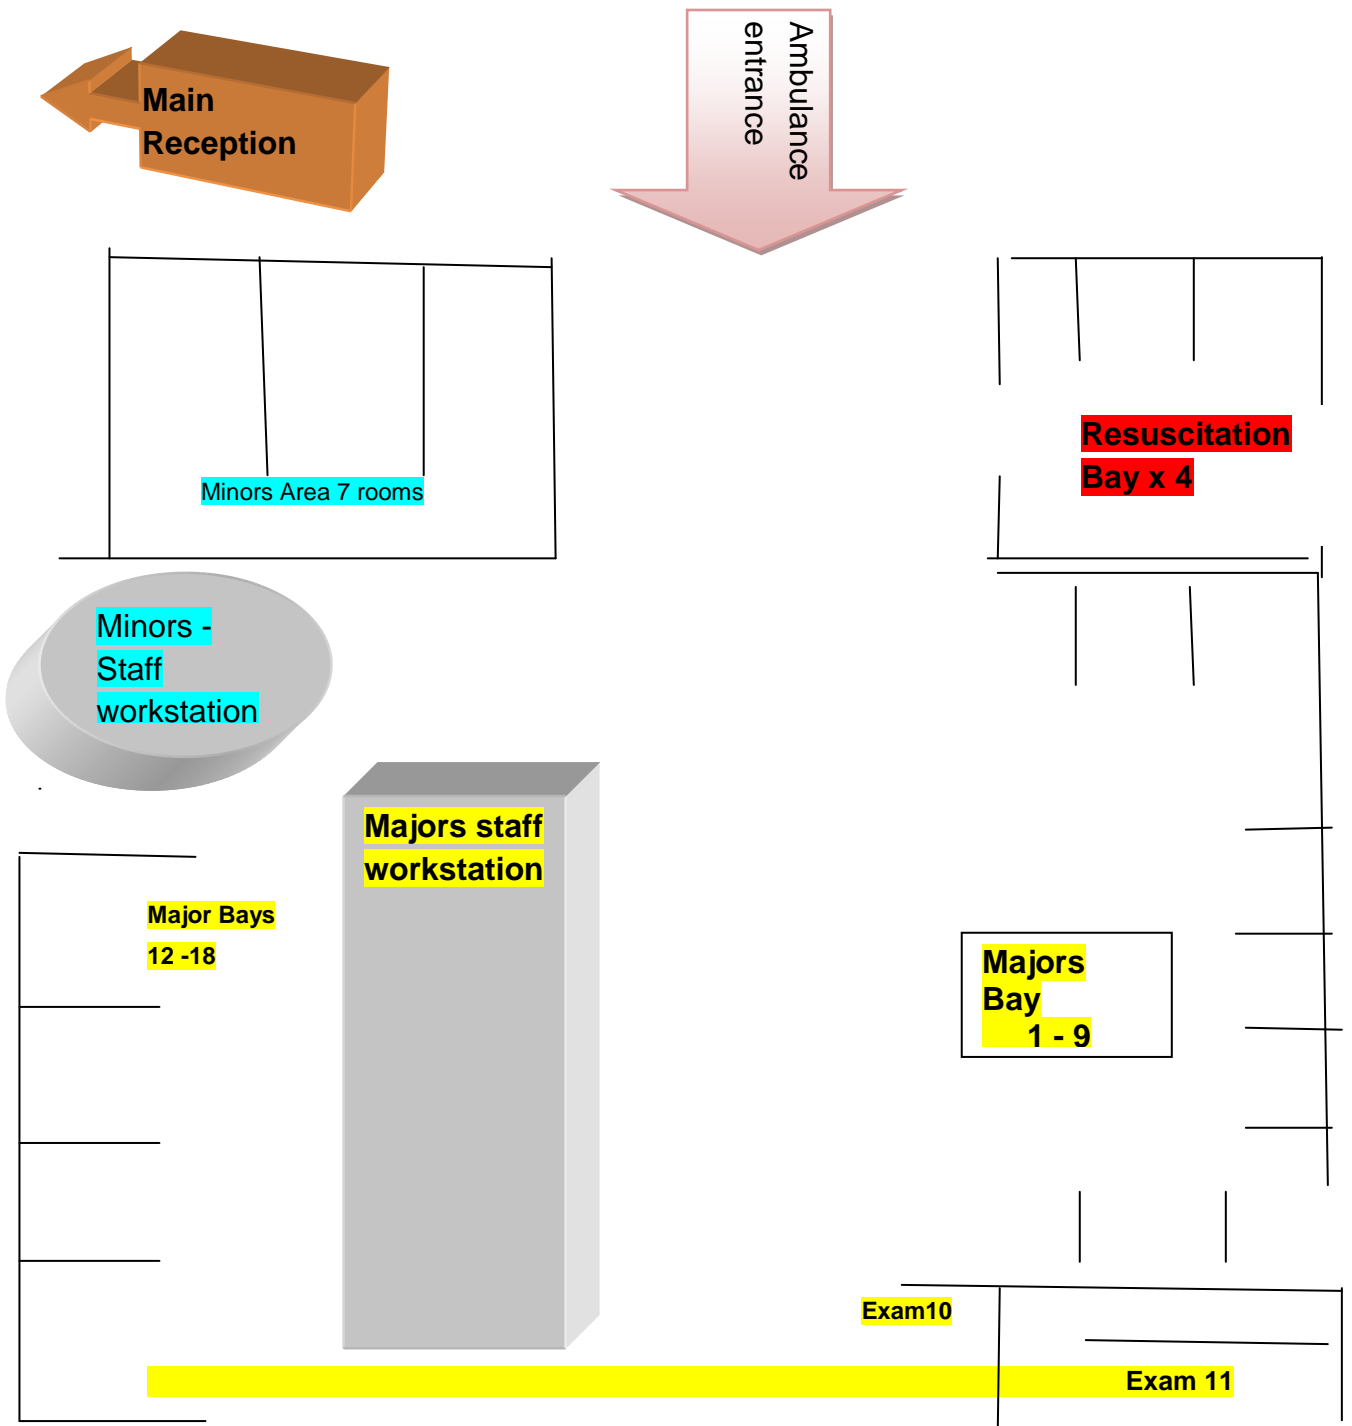 Main
Reception
Ambulance
entrance
Resuscitation
Bay x 4
Minors Area 7 rooms
Minors -
Staff
workstation
Majors staff
workstation
Major Bays
12 -18
Majors
Bay
1 - 9
Exam10
Exam 11